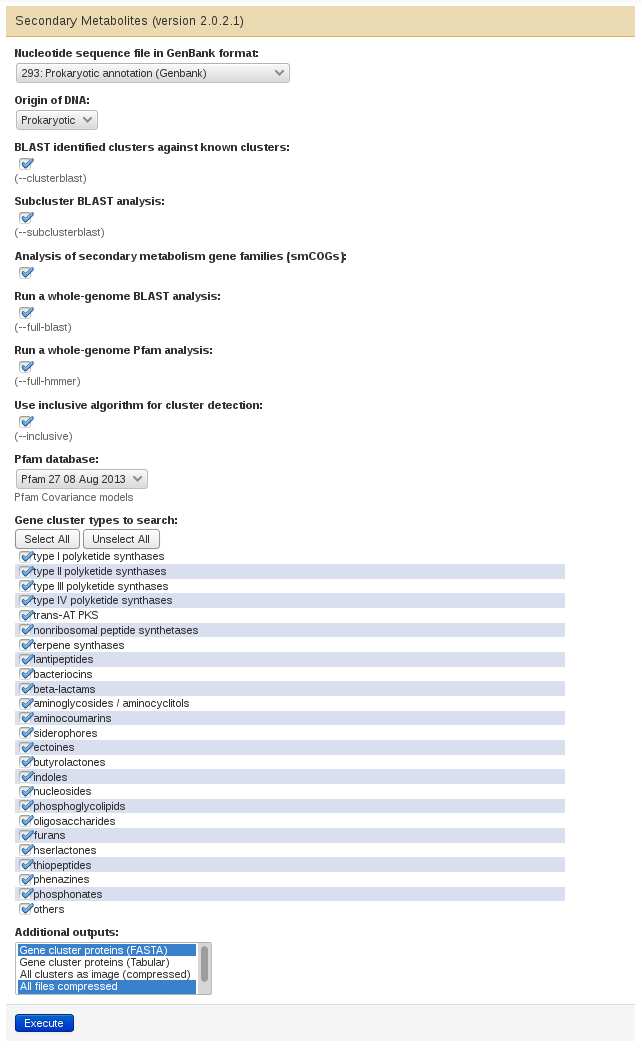 Secondary Metabolites (version 2.0.2.1)
Nucleotide sequence file in GenBank format:
293: Prokaryotic annotation (Genbank)
Origin of DNA:
Prokaryotic
BLAST identified clusters against known clusters:
(--clusterblast)
Subcluster BLAST analysis:
(--subclusterblast)
Analysis of secondary metabolism gene families (smCOGs):
Run a whole-genome BLAST analysis:
(--full-blast)
Run a whole-genome Pfam analysis:
(--full-hmmer)
Use inclusive algorithm for cluster detection:
(--inclusive)
Pfam database:
Pfam 27 08 Aug 2013
Pfam Covariance models
Gene cluster types to search:
Select All Unselect All
type I polyketide synthases
type II polyketide synthases
type III polyketide synthases
type IV polyketide synthases
trans-AT PKS
nonribosomal peptide synthetases
terpene synthases
lantipeptides
bacteriocins
beta-lactams
aminoglycosides / aminocyclitols
aminocoumarins
siderophores
ectoines
butyrolactones
indoles
nucleosides
phosphoglycolipids
oligosaccharides
furans
hserlactones
thiopeptides
phenazines
phosphonates
others
Additional outputs:
Gene cluster proteins (FASTA)
Gene cluster proteins (Tabular)
All clusters as image (compressed)
All files compressed
Execute